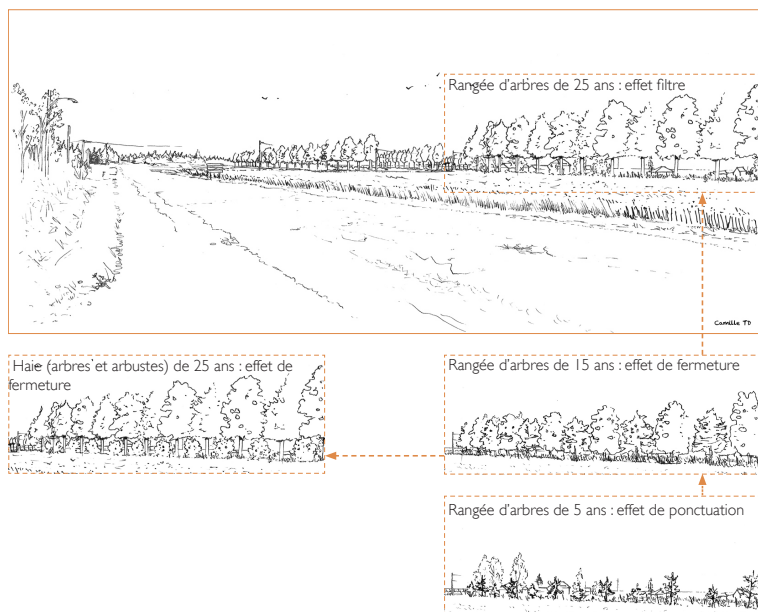 Rangée d'arbres de 25 ans : effet filtre
Camille TD
Haie (arbres et arbustes) de 25 ans : effet de
fermeture
Rangée d'arbres de 15 ans : effet de fermeture
Rangée d'arbres de 5 ans : effet de ponctuation